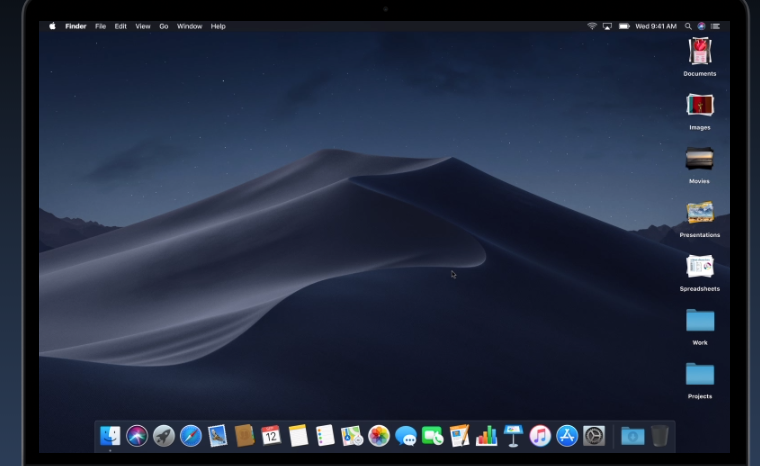 Finder File Edit View Go Window Help
Wed 9:41 AM
Documents
Images
Movies
Presentations
Spreadsheets
Work
Projects
12